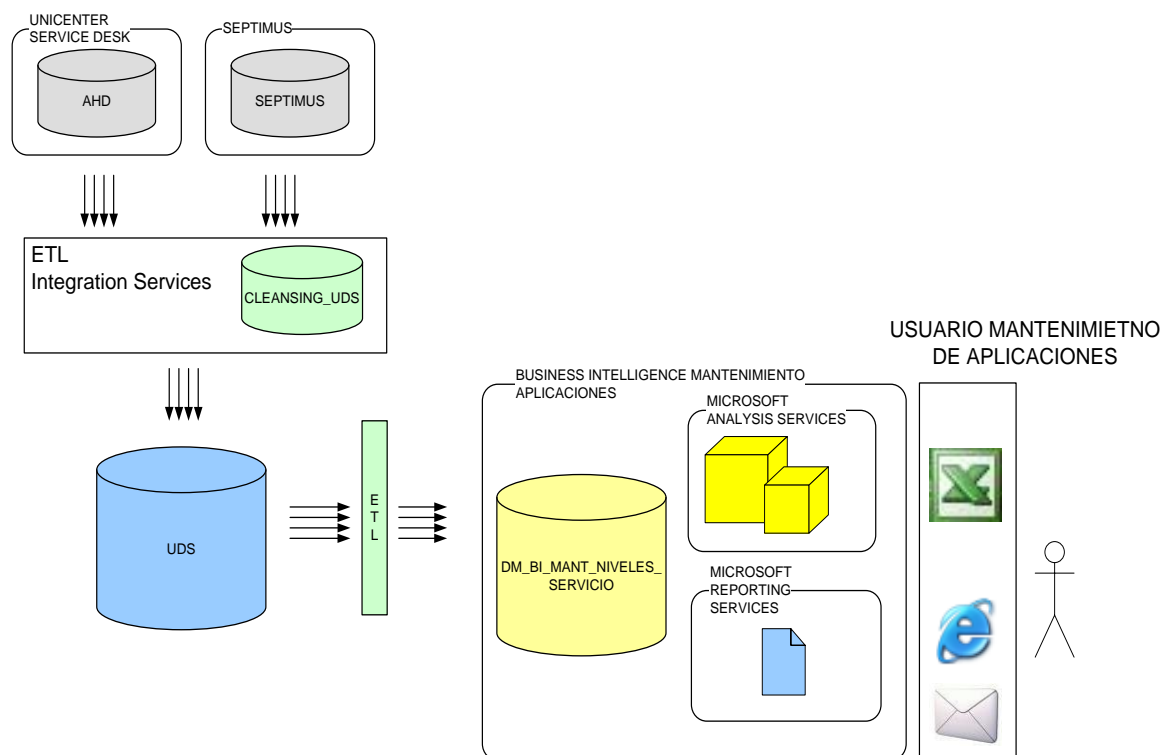 UNICENTER
SERVICE DESK
SEPTIMUS
AHD
SEPTIMUS
ETL
Integration Services
CLEANSING_UDS
USUARIO MANTENIMIETNO
DE APLICACIONES
BUSINESS INTELLIGENCE MANTENIMIENTO
APLICACIONES
MICROSOFT
ANALYSIS SERVICES
UDS
E
T
L
DM_BI_MANT_NIVELES_
SERVICIO
MICROSOFT
REPORTING
SERVICES